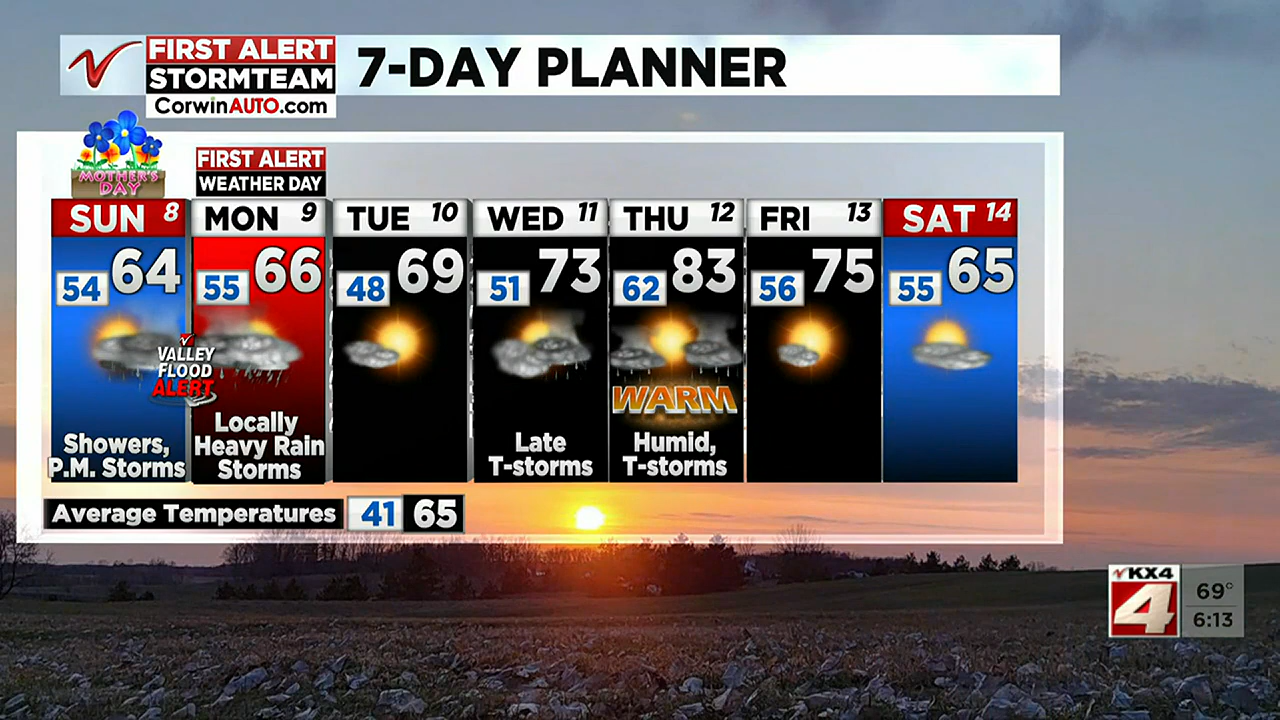 FIRST ALERT
STORMTEAM
CorwinAUTO.com
7-DAY PLANNER
MOTHER'S
DAY
FIRST ALERT
WEATHER DAY
SUN 8
MON 9
TUE 10
WED 11
THU 12
FRI 13
SAT 14
54 64
55 66
48 69
51 73
62 83
56 75
55 65
VALLEY
FLOOD
ALERT
WARM
Showers,
P.M. Storms
Locally
Heavy Rain
Storms
Late
T-storms
Humid,
T-storms
Average Temperatures 41 65
KX4
4
69°
6:13